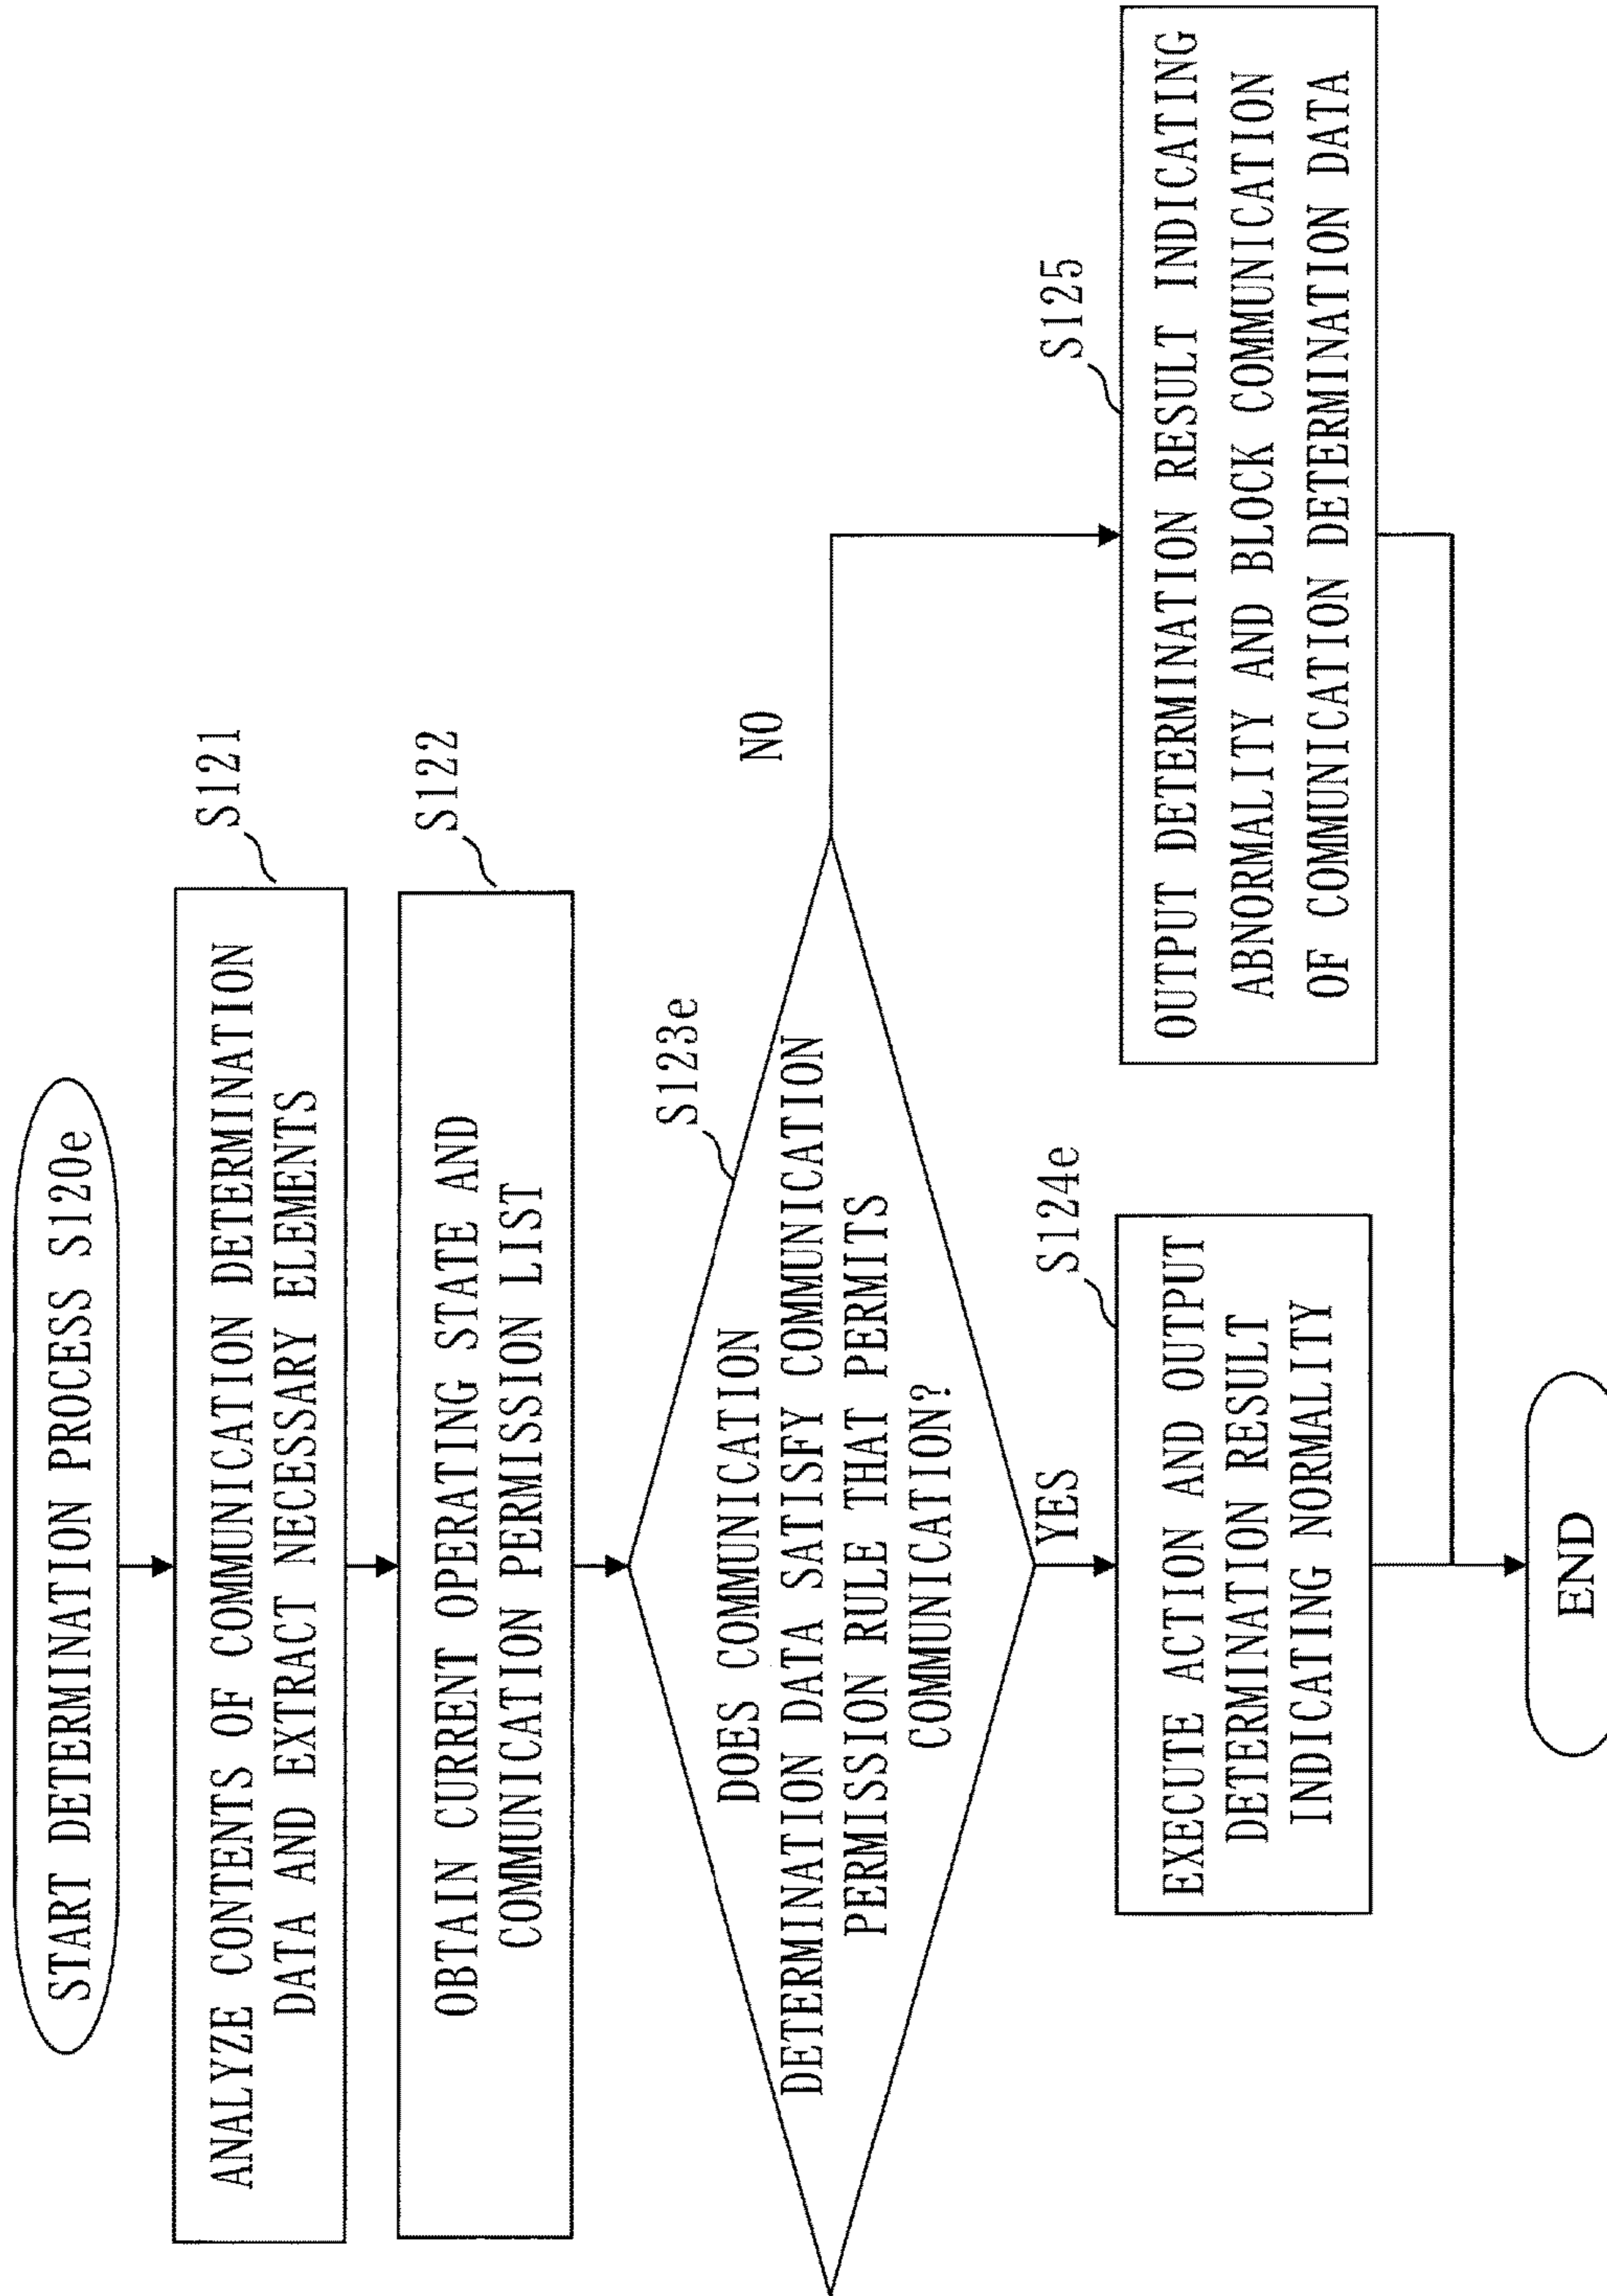 START DETERMINATION PROCESS S120e
S121
ANALYZE CONTENTS OF COMMUNICATION DETERMINATION
DATA AND EXTRACT NECESSARY ELEMENTS
S122
OBTAIN CURRENT OPERATING STATE AND
COMMUNICATION PERMISSION LIST
S123e
DOES COMMUNICATION
DETERMINATION DATA SATISFY COMMUNICATION
PERMISSION RULE THAT PERMITS
COMMUNICATION?
NO
YES
S124e
EXECUTE ACTION AND OUTPUT
DETERMINATION RESULT
INDICATING NORMALITY
S125
OUTPUT DETERMINATION RESULT INDICATING
ABNORMALITY AND BLOCK COMMUNICATION
OF COMMUNICATION DETERMINATION DATA
END